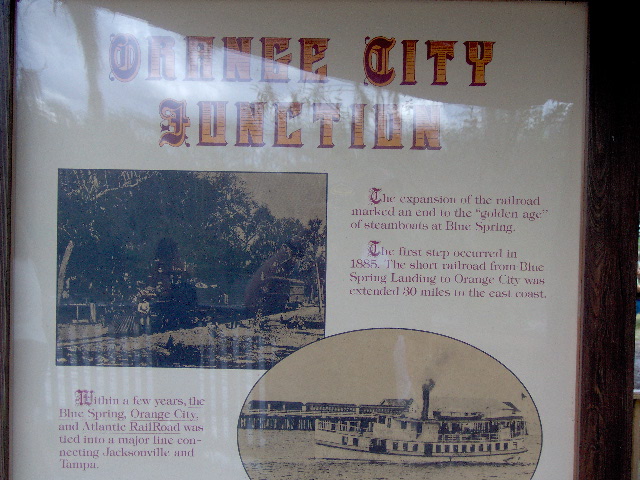 ORANGE CITY
JUNCTION
The expansion of the railroad
marked an end to the "golden age"
of steamboats at Blue Spring.
The first step occurred in
1885. The short railroad from Blue
Spring Landing to Orange City was
extended 30 miles to the east coast.
Within a few years, the
Blue Spring, Orange City,
and Atlantic RailRoad was
tied into a major line con-
necting Jacksonville and
Tampa.